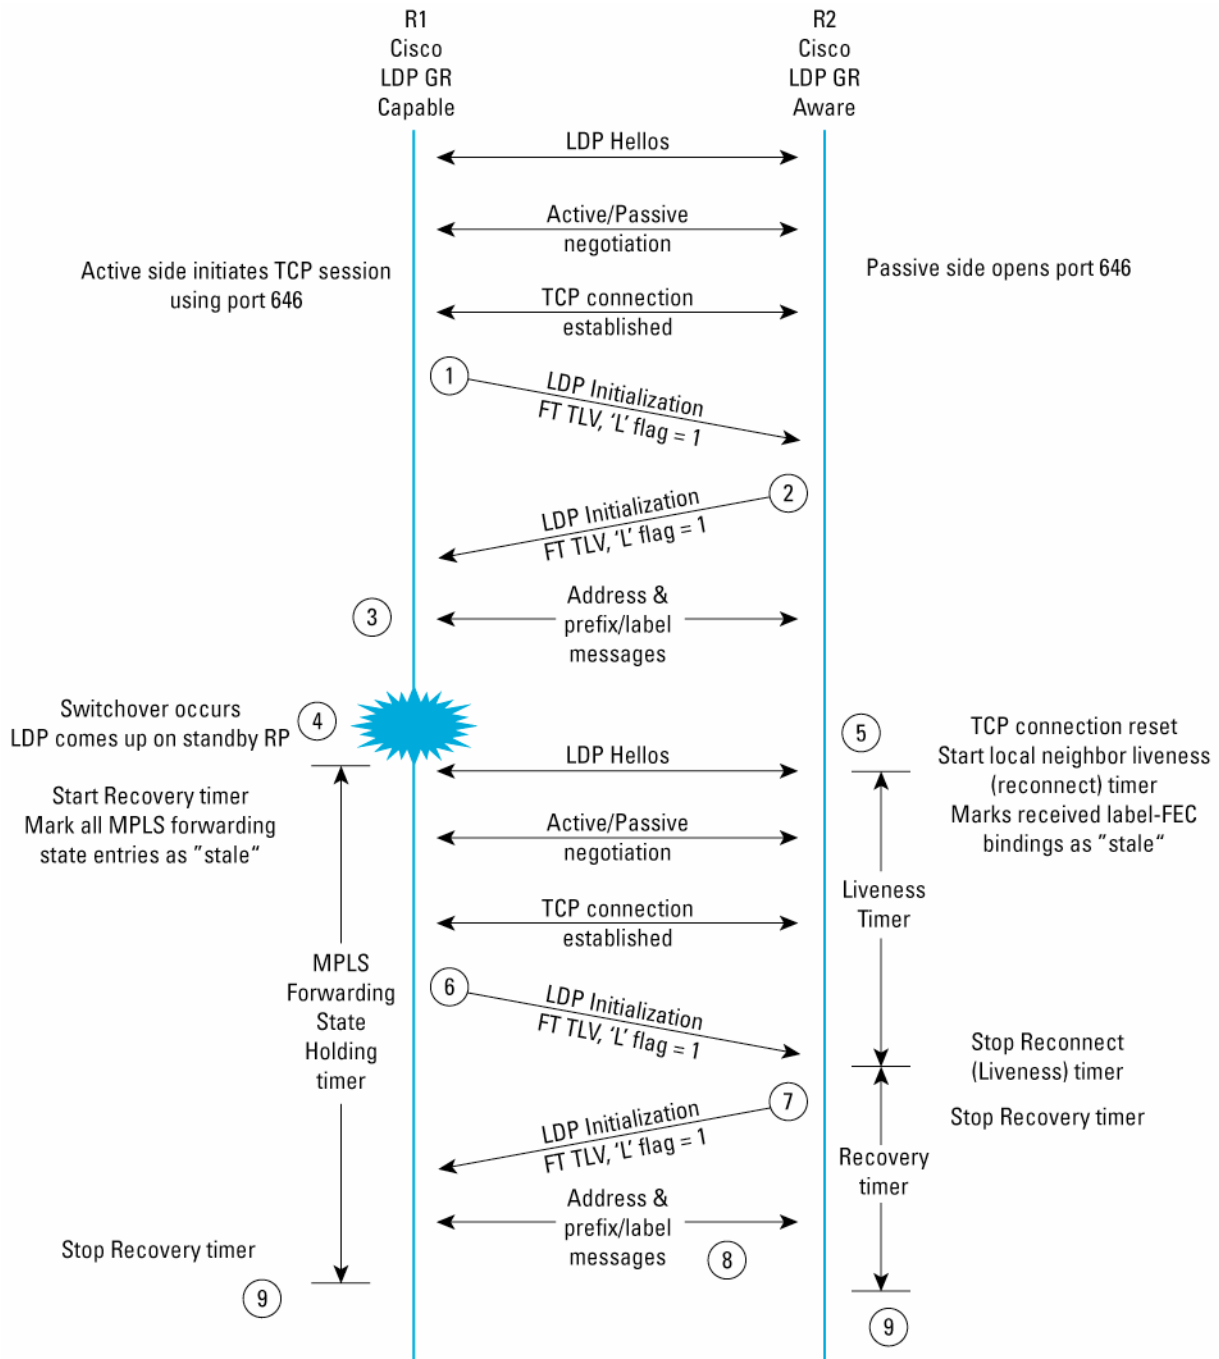 R1
Cisco
LDP GR
Capable
R2
Cisco
LDP GR
Aware
LDP Hellos
Active/Passive
negotiation
Active side initiates TCP session
using port 646
Passive side opens port 646
TCP connection
established
1
LDP Initialization
FT TLV, ‘L’ flag = 1
2
LDP Initialization
FT TLV, ‘L’ flag = 1
3
Address &
prefix/label
messages
Switchover occurs
LDP comes up on standby RP
4
5
TCP connection reset
Start local neighbor liveness
(reconnect) timer
Marks received label-FEC
bindings as ″stale“
LDP Hellos
Start Recovery timer
Mark all MPLS forwarding
state entries as ″stale“
Active/Passive
negotiation
Liveness
Timer
TCP connection
established
MPLS
Forwarding
State
Holding
timer
6
LDP Initialization
FT TLV, ‘L’ flag = 1
Stop Reconnect
(Liveness) timer
7
LDP Initialization
FT TLV, ‘L’ flag = 1
Stop Recovery timer
Recovery
timer
Address &
prefix/label
messages
8
Stop Recovery timer
9
9